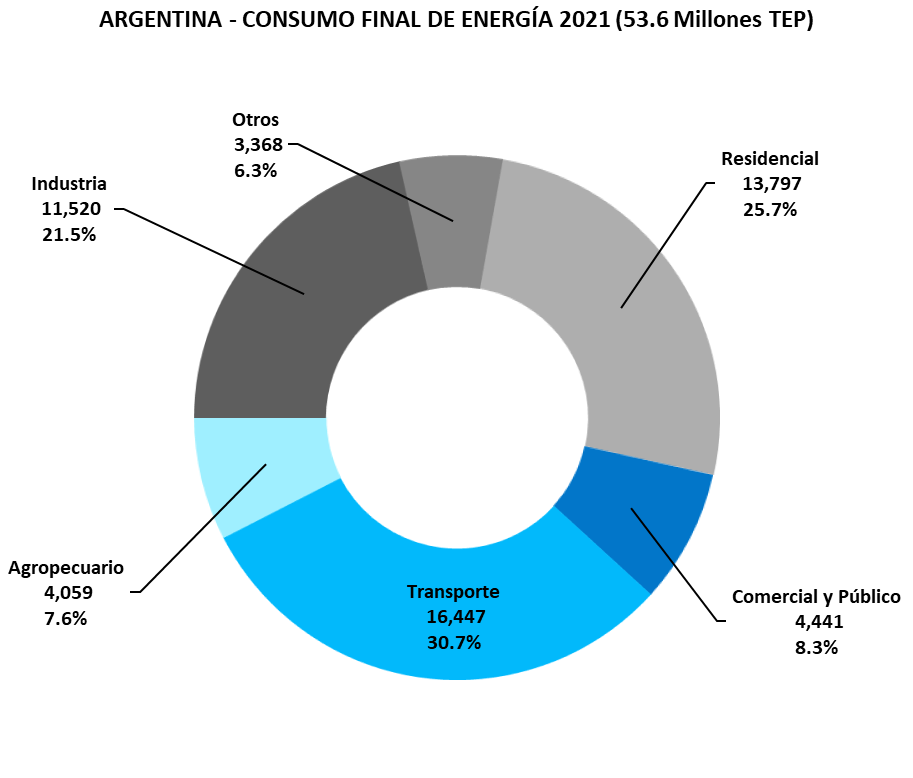 ARGENTINA - CONSUMO FINAL DE ENERGÍA 2021 (53.6 Millones TEP)
Otros
3,368
6.3%
Residencial
13,797
25.7%
Industria
11,520
21.5%
Agropecuario
4,059
7.6%
Transporte
16,447
30.7%
Comercial y Público
4,441
8.3%